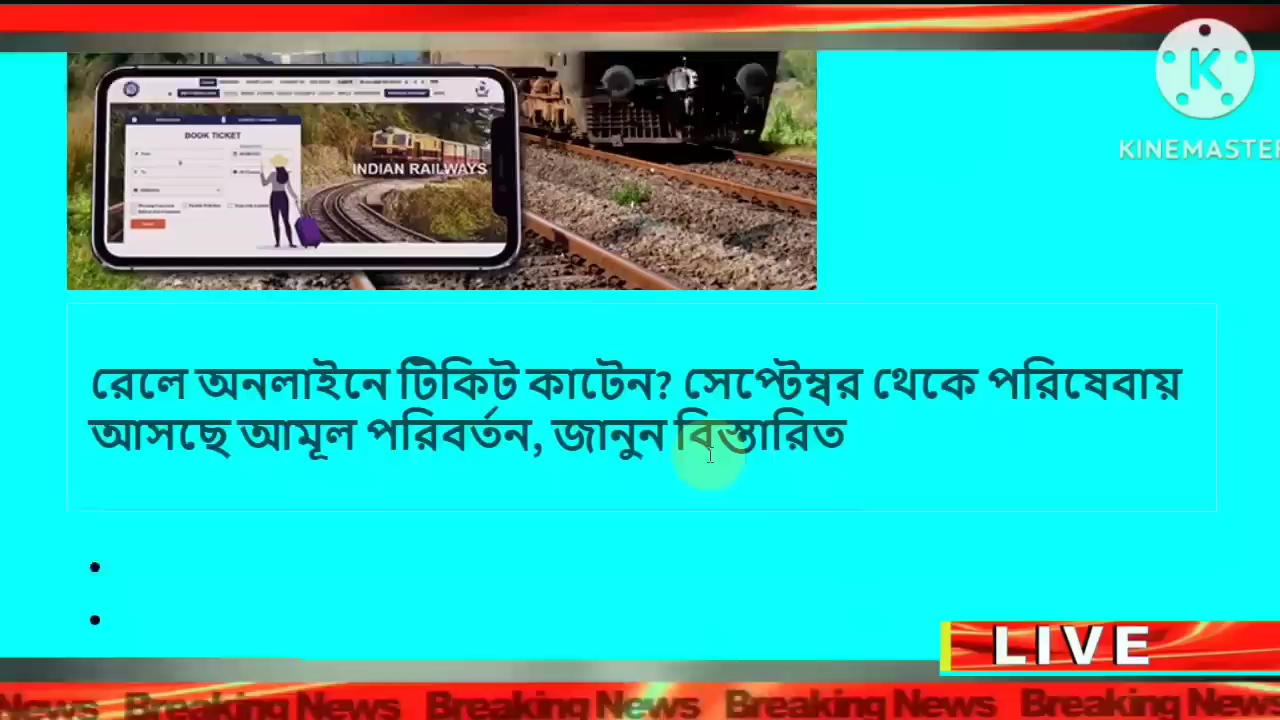 K
KINEMASTER
BOOK TICKET
INDIAN RAILWAYS
রেলে অনলাইনে টিকিট কাটেন? সেপ্টেম্বর থেকে পরিষেবায়
আসছে আমূল পরিবর্তন, জানুন বিস্তারিত
LIVE
News Breaking News Breaking News Breaking News Breaking News